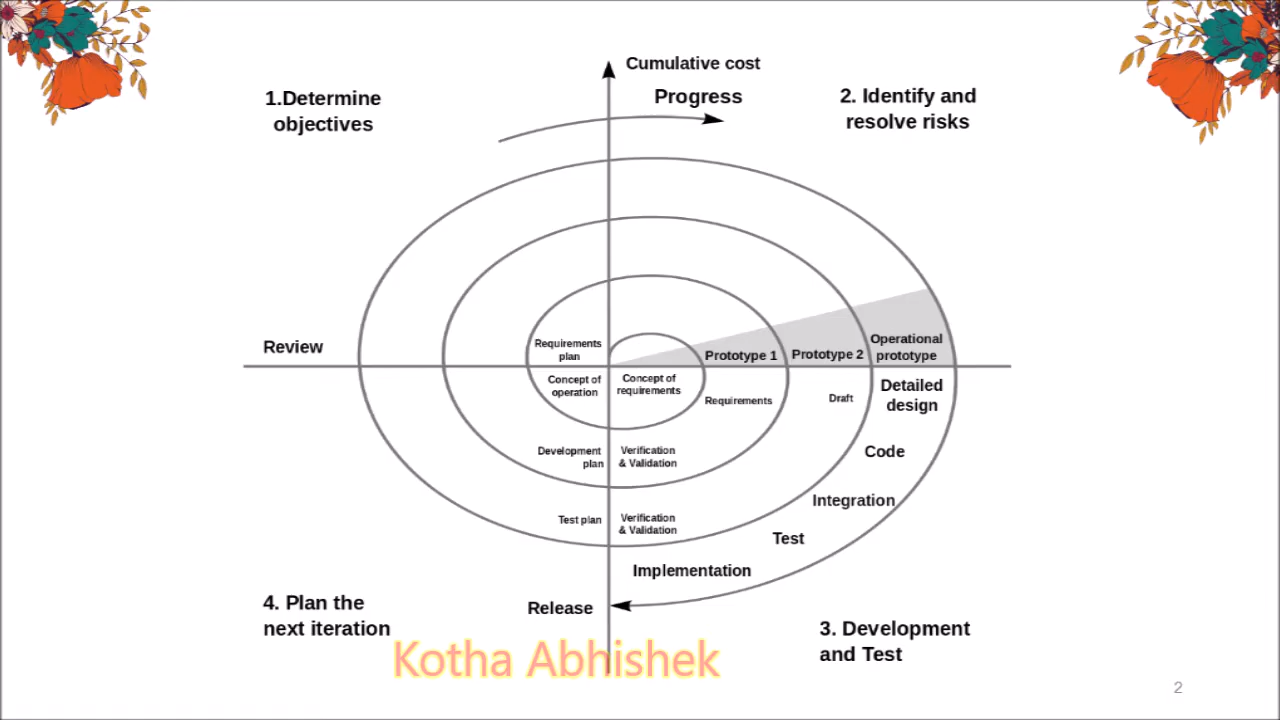 Cumulative cost
Progress
1.Determine
objectives
2. Identify and
resolve risks
Review
Requirements
plan
Prototype 1
Prototype 2
Operational
prototype
Concept of
operation
Concept of
requirements
Requirements
Draft
Detailed
design
Development
plan
Verification
& Validation
Code
Test plan
Verification
& Validation
Integration
Test
Implementation
Release
4. Plan the
next iteration
3. Development
and Test
Kotha Abhishek
2